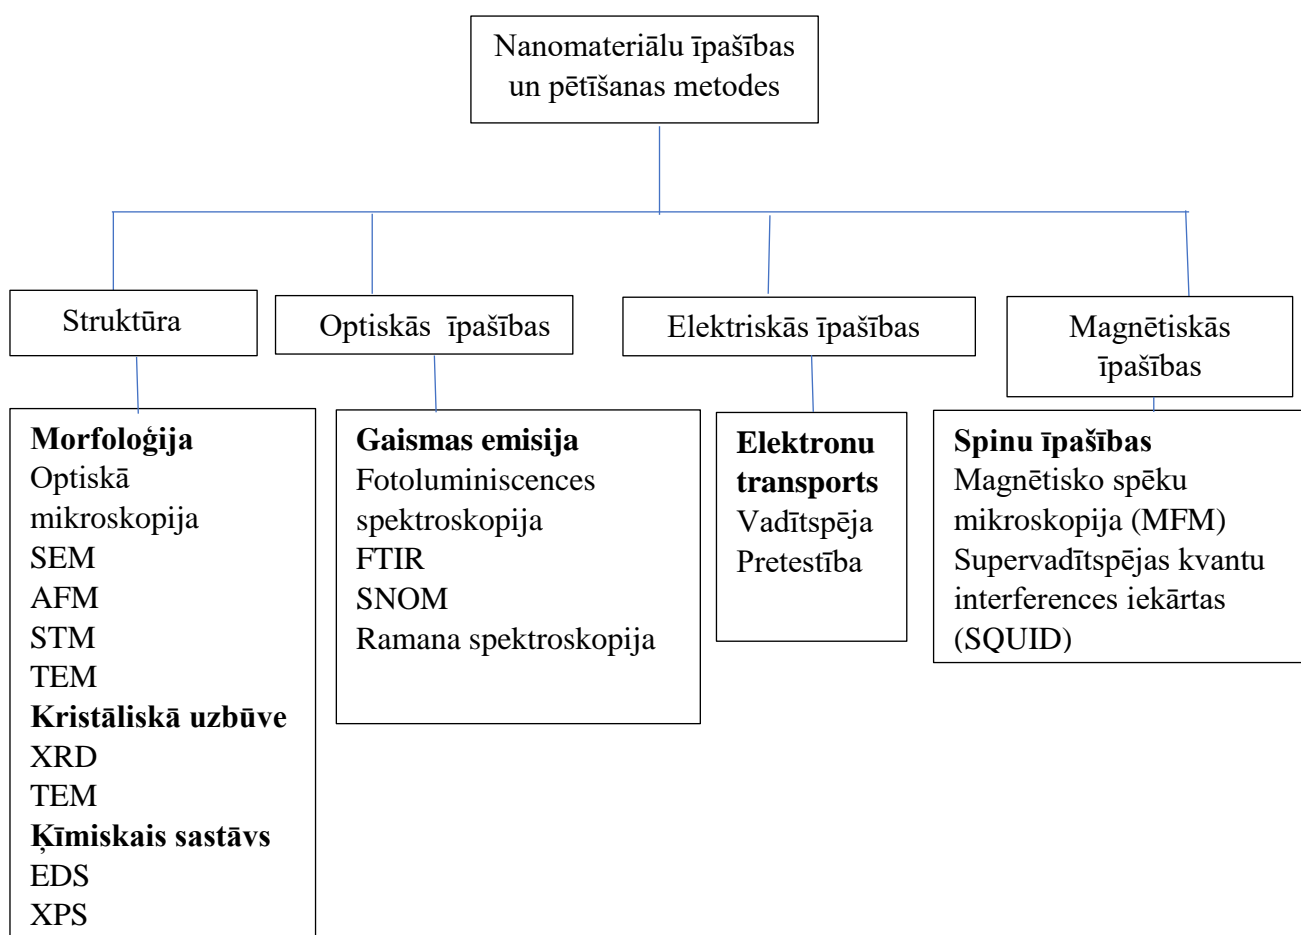 Nanomateriālu īpašības
un pētīšanas metodes
Struktūra
Optiskās īpašības
Elektriskās īpašības
Magnētiskās
īpašības
Morfoloģija
Optiskā
mikroskopija
SEM
AFM
STM
TEM
Kristāliskā uzbūve
XRD
TEM
Ķīmiskais sastāvs
EDS
XPS
Gaismas emisija
Fotoluminiscences
spektroskopija
FTIR
SNOM
Ramana spektroskopija
Elektronu
transports
Vadītspēja
Pretestība
Spinu īpašības
Magnētisko spēku
mikroskopija (MFM)
Supervadītspējas kvantu
interferences iekārtas
(SQUID)